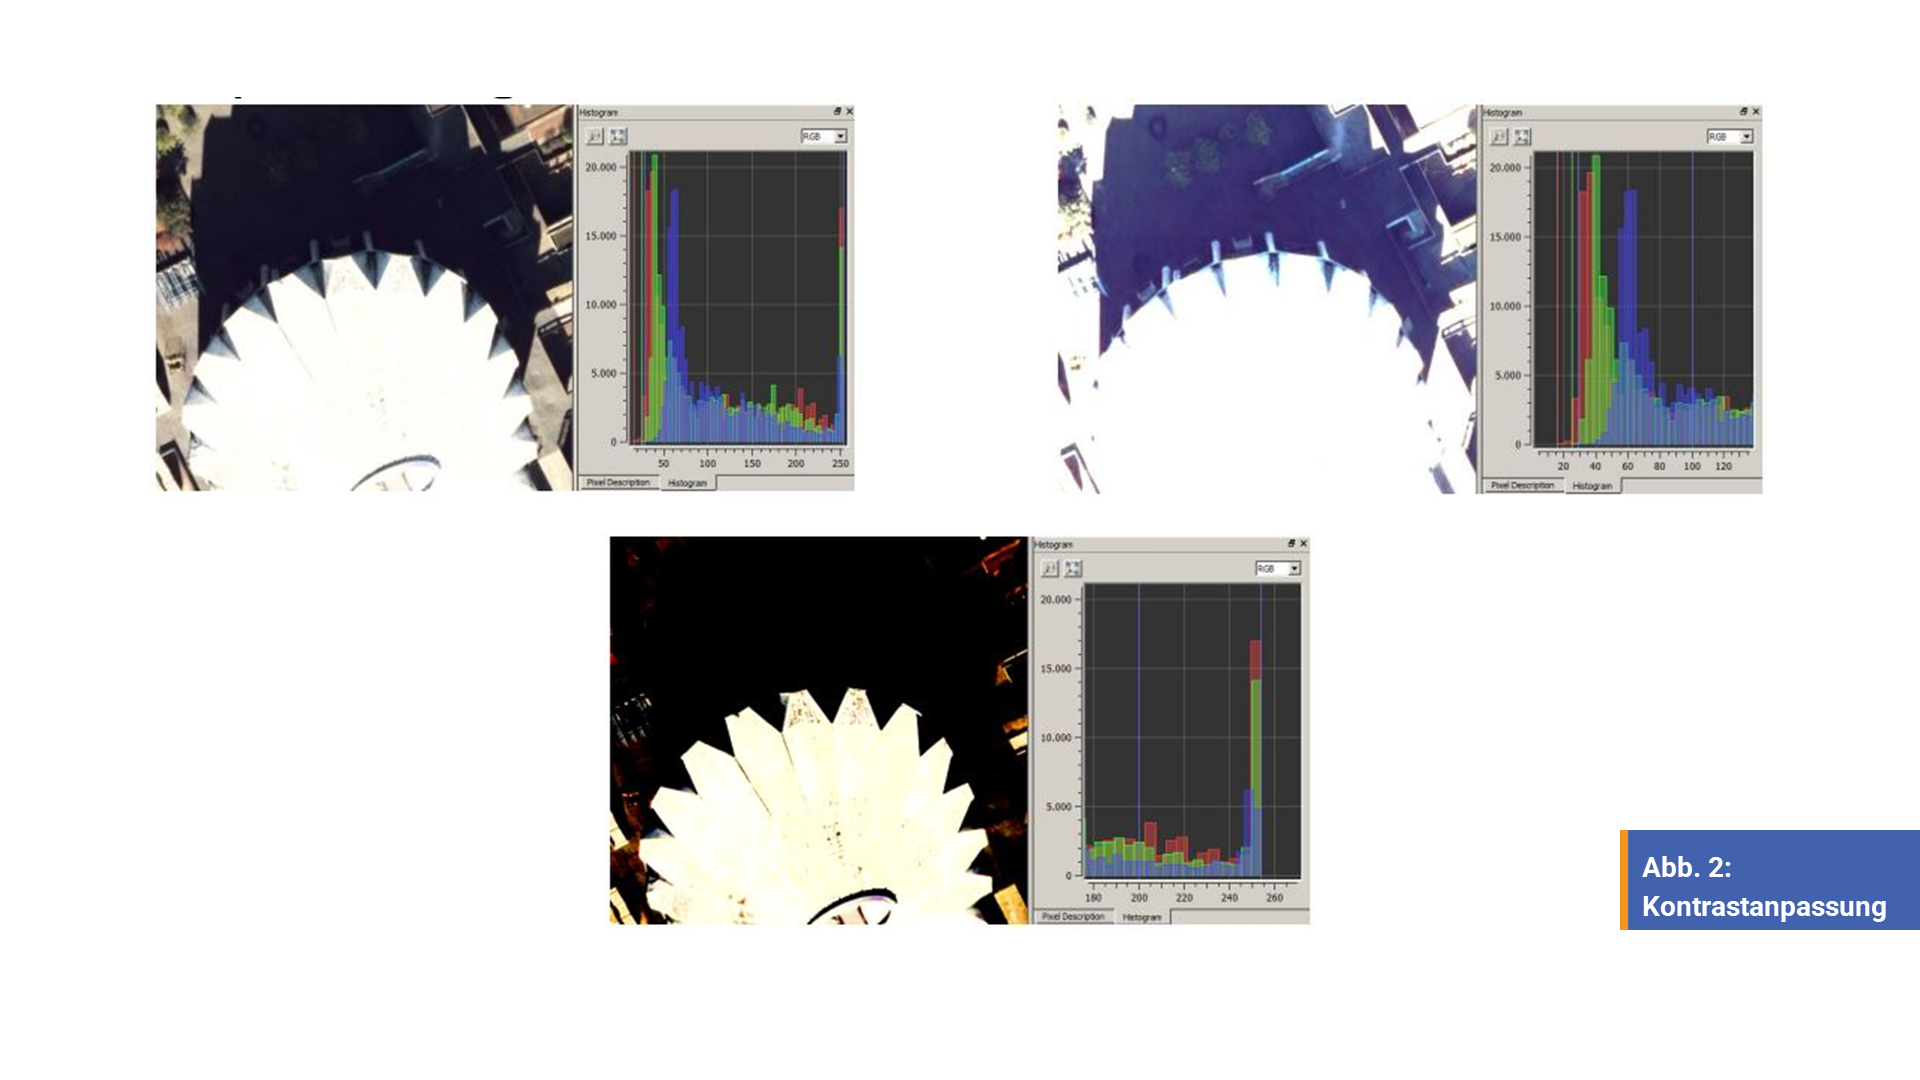 Histogram
RGB
20.000
15.000
10.000
5.000
0
50 100 150 200 250
Pixel Description Histogram
Histogram
RGB
20.000
15.000
10.000
5.000
0
20 40 60 80 100 120
Pixel Description Histogram
Histogram
RGB
20.000
15.000
10.000
5.000
0
180 200 220 240 260
Pixel Description Histogram
Abb. 2:
Kontrastanpassung